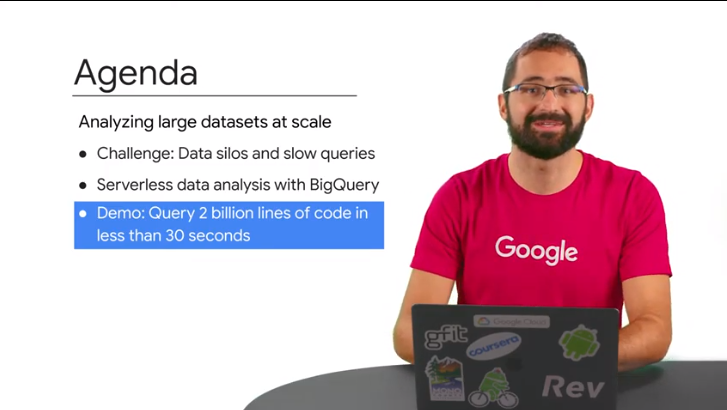 Agenda
Analyzing large datasets at scale
● Challenge: Data silos and slow queries
● Serverless data analysis with BigQuery
● Demo: Query 2 billion lines of code in
less than 30 seconds
Google
Google Cloud
gfit
coursera
MONO
Rev